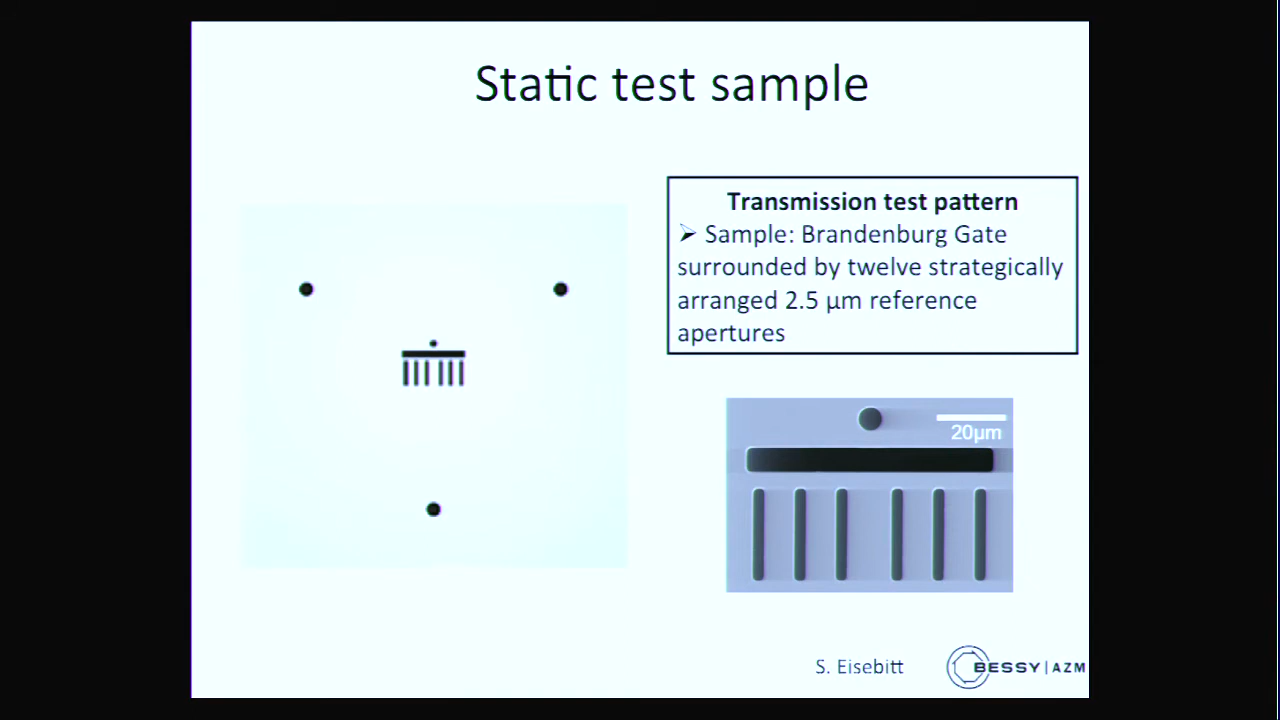 Static test sample
Transmission test pattern
➢ Sample: Brandenburg Gate
surrounded by twelve strategically
arranged 2.5 μm reference
apertures
20μm
S. Eisebitt
BESSY | AZM